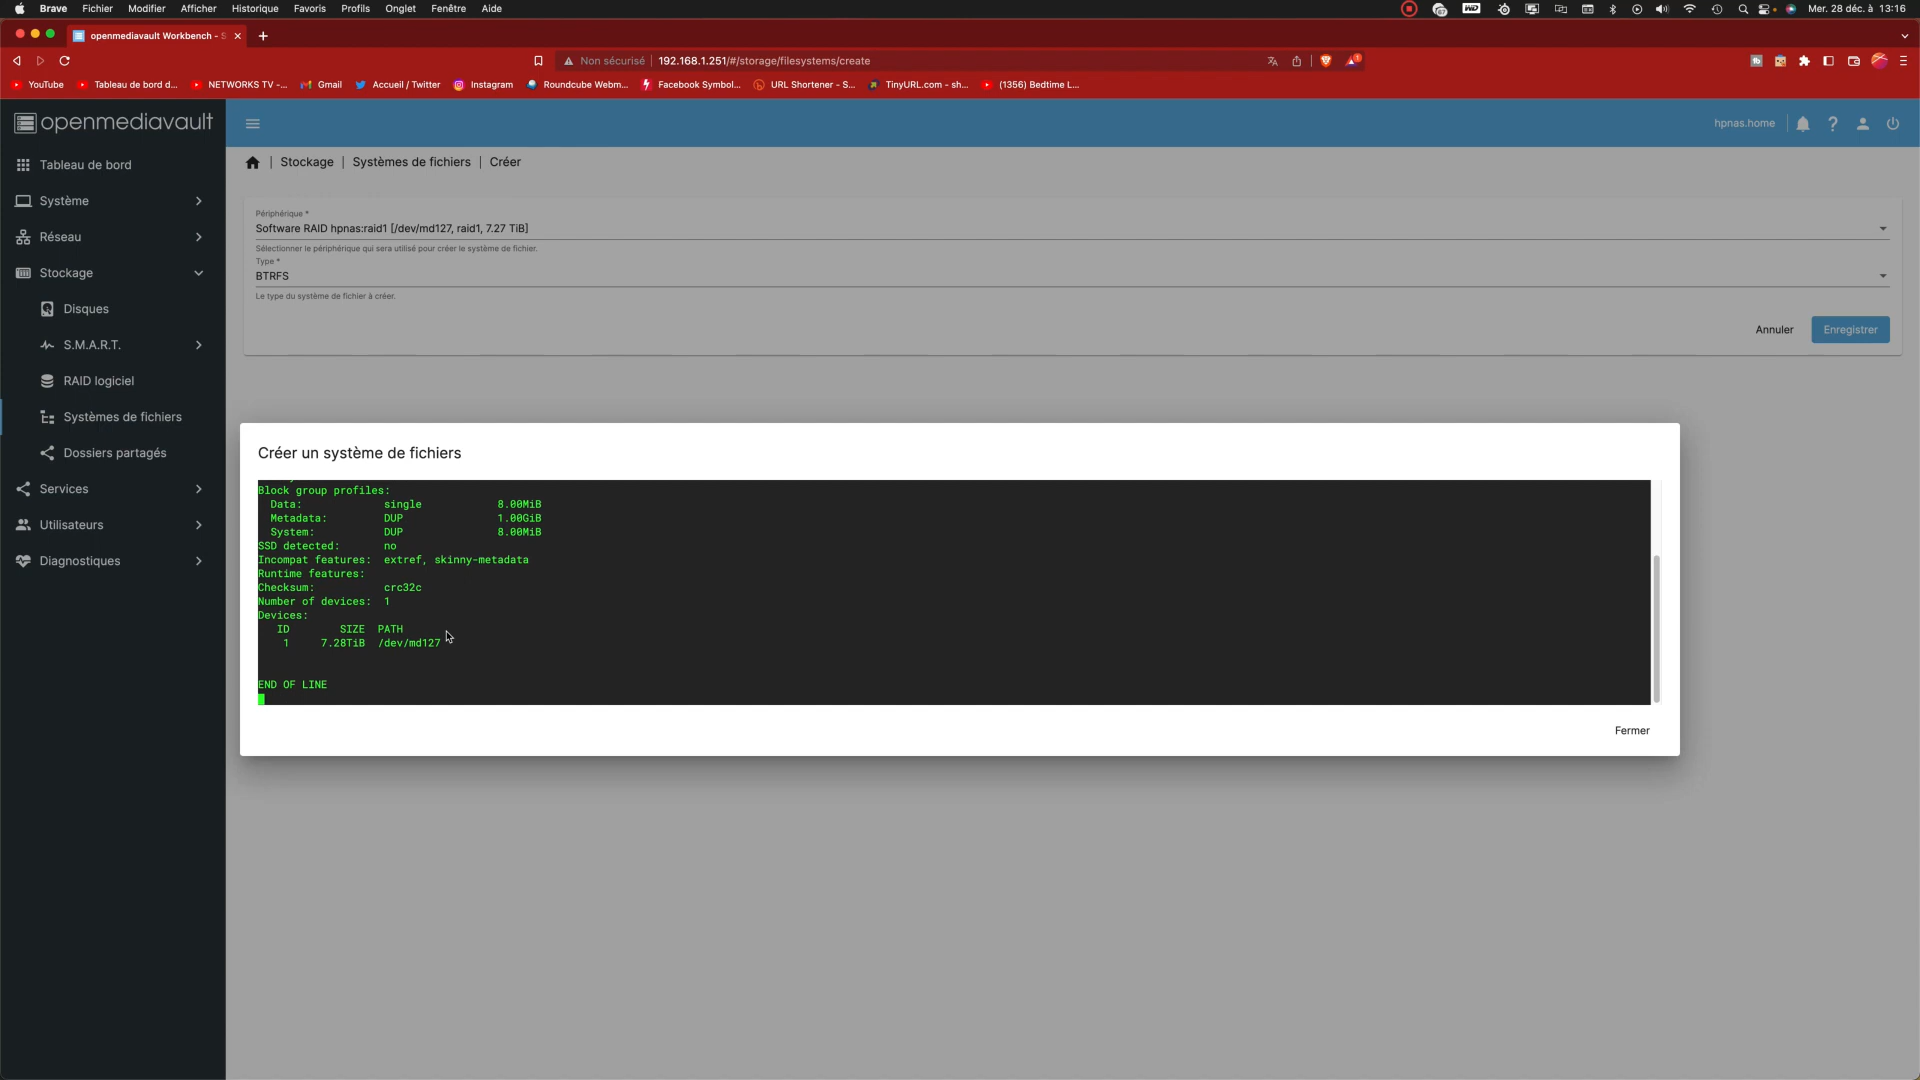 Brave Fichier Modifier Afficher Historique Favoris Profils Onglet Fenêtre Aide
Mer. 28 déc. à 13:16
openmediavault Workbench - S
Non sécurisé 192.168.1.251/#/storage/filesystems/create
YouTube Tableau de bord d... NETWORKS TV -... Gmail Accueil / Twitter Instagram Roundcube Webm... Facebook Symbol... URL Shortener - S... TinyURL.com - sh... (1356) Bedtime L...
openmediavault
hpnas.home
Stockage | Systèmes de fichiers | Créer
Tableau de bord
Système
Réseau
Stockage
Disques
S.M.A.R.T.
RAID logiciel
Systèmes de fichiers
Dossiers partagés
Services
Utilisateurs
Diagnostiques
Périphérique *
Software RAID hpnas:raid1 [/dev/md127, raid1, 7.27 TiB]
Sélectionner le périphérique qui sera utilisé pour créer le système de fichier.
Type *
BTRFS
Le type du système de fichier à créer.
Annuler Enregistrer
Créer un système de fichiers
Block group profiles:
Data: single 8.00MiB
Metadata: DUP 1.00GiB
System: DUP 8.00MiB
SSD detected: no
Incompat features: extref, skinny-metadata
Runtime features:
Checksum: crc32c
Number of devices: 1
Devices:
ID SIZE PATH
1 7.28TiB /dev/md127
END OF LINE
Fermer